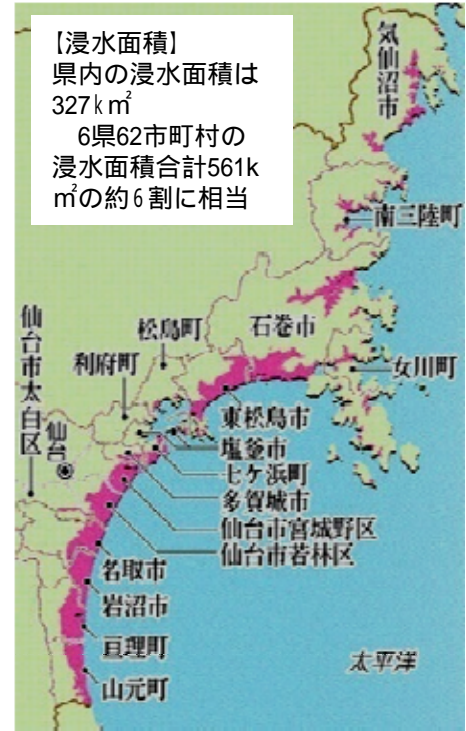 【浸水面積】
県内の浸水面積は
327k㎡
6県62市町村の
浸水面積合計561k
㎡の約6割に相当
気仙沼市
南三陸町
石巻市
松島町
女川町
利府町
仙台市太白区
東松島市
塩釜市
七ケ浜町
仙台
多賀城市
仙台市宮城野区
仙台市若林区
名取市
岩沼市
亘理町
太平洋
山元町